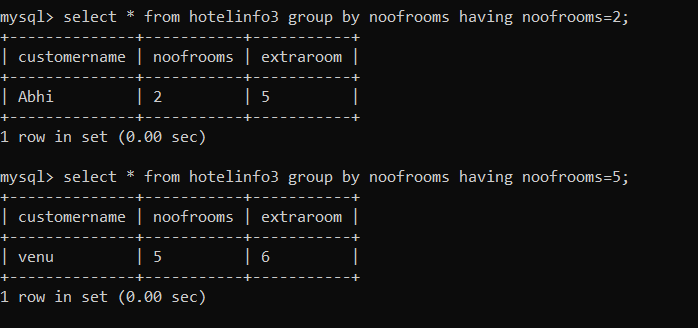 mysql> select * from hotelinfo3 group by noofrooms having noofrooms=2;
+--------------+-----------+-----------+
| customername | noofrooms | extraroom |
+--------------+-----------+-----------+
| Abhi         | 2         | 5         |
+--------------+-----------+-----------+
1 row in set (0.00 sec)
mysql> select * from hotelinfo3 group by noofrooms having noofrooms=5;
+--------------+-----------+-----------+
| customername | noofrooms | extraroom |
+--------------+-----------+-----------+
| venu         | 5         | 6         |
+--------------+-----------+-----------+
1 row in set (0.00 sec)